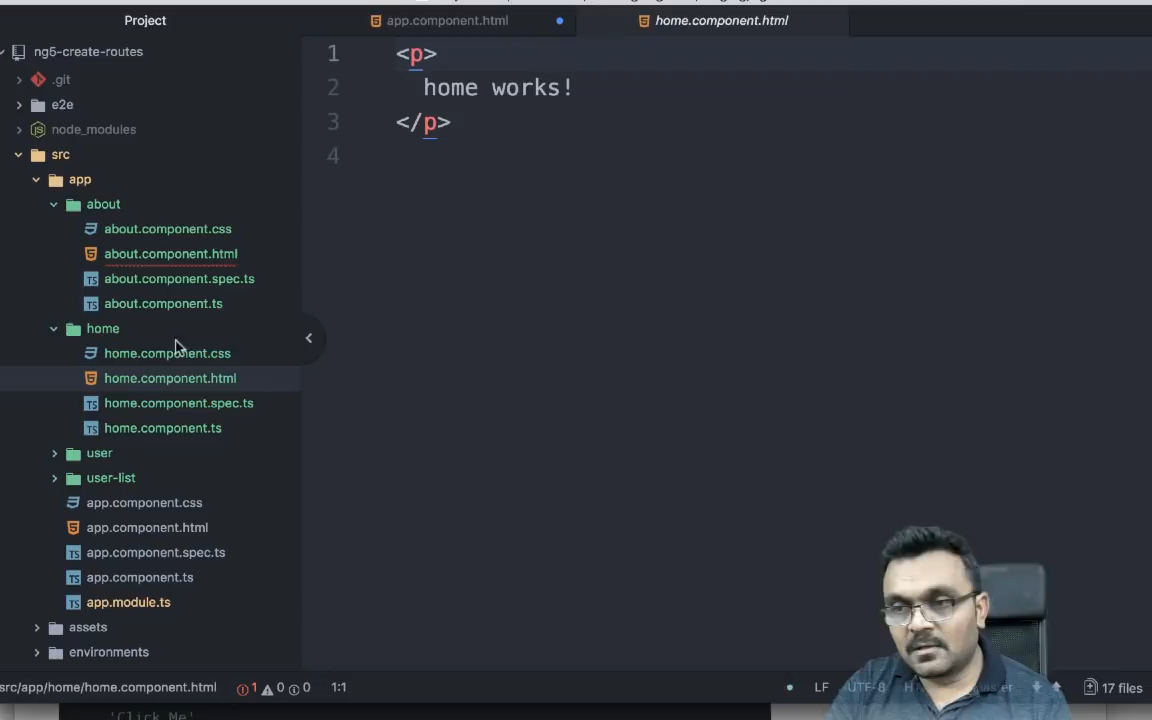 Project
app.component.html
home.component.html
ng5-create-routes
.git
e2e
node_modules
src
app
about
about.component.css
about.component.html
about.component.spec.ts
about.component.ts
home
home.component.css
home.component.html
home.component.spec.ts
home.component.ts
user
user-list
app.component.css
app.component.html
app.component.spec.ts
app.component.ts
app.module.ts
assets
environments
1 <p>
2 home works!
3 </p>
4
src/app/home/home.component.html 1 0 0 1:1
LF UTF-8 17 files
'Click Me'